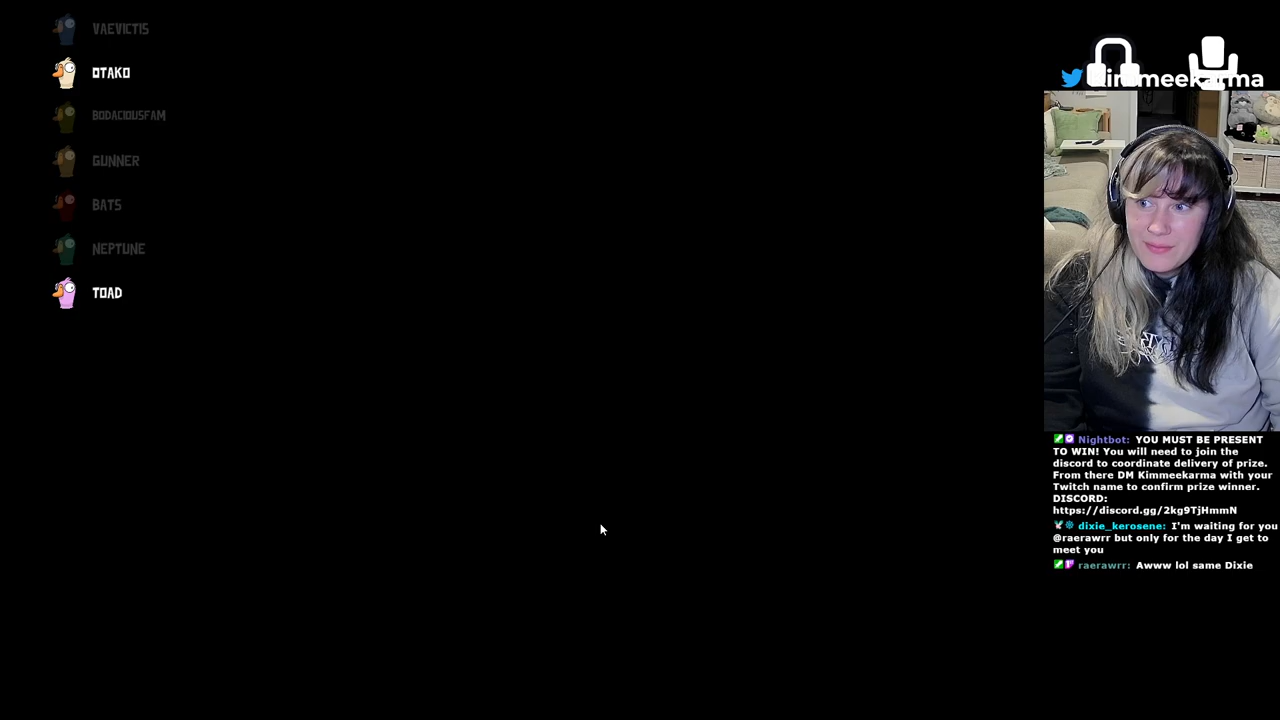 VAEVICTIS
OTAKO
BODACIOUSFAM
GUNNER
BATS
NEPTUNE
TOAD
Kimmeekarma
Nightbot: YOU MUST BE PRESENT
TO WIN! You will need to join the
discord to coordinate delivery of prize.
From there DM Kimmeekarma with your
Twitch name to confirm prize winner.
DISCORD:
https://discord.gg/2kg9TjHmmN
dixie_kerosene: I'm waiting for you
@raerawrr but only for the day I get to
meet you
raerawrr: Awww lol same Dixie